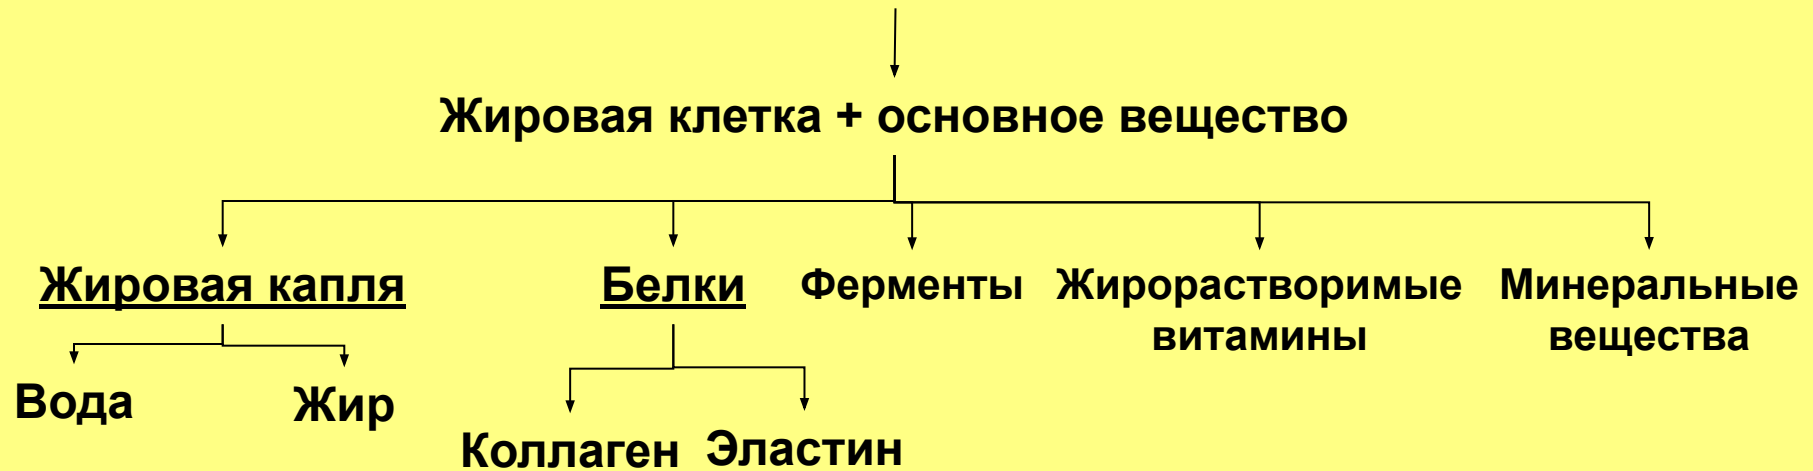 Жировая клетка + основное вещество
Жировая капля
Белки
Ферменты
Жирорастворимые
витамины
Минеральные
вещества
Вода
Жир
Коллаген
Эластин